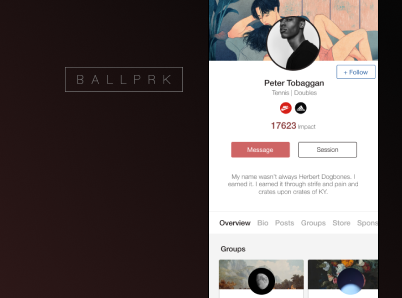 BALLPRK
+ Follow
Peter Tobaggan
Tennis | Doubles
17623 Impact
Message
Session
My name wasn't always Herbert Dogbones. I
earned it. I earned it through strife and pain and
crates upon crates of KY.
Overview Bio Posts Groups Store Spons
Groups